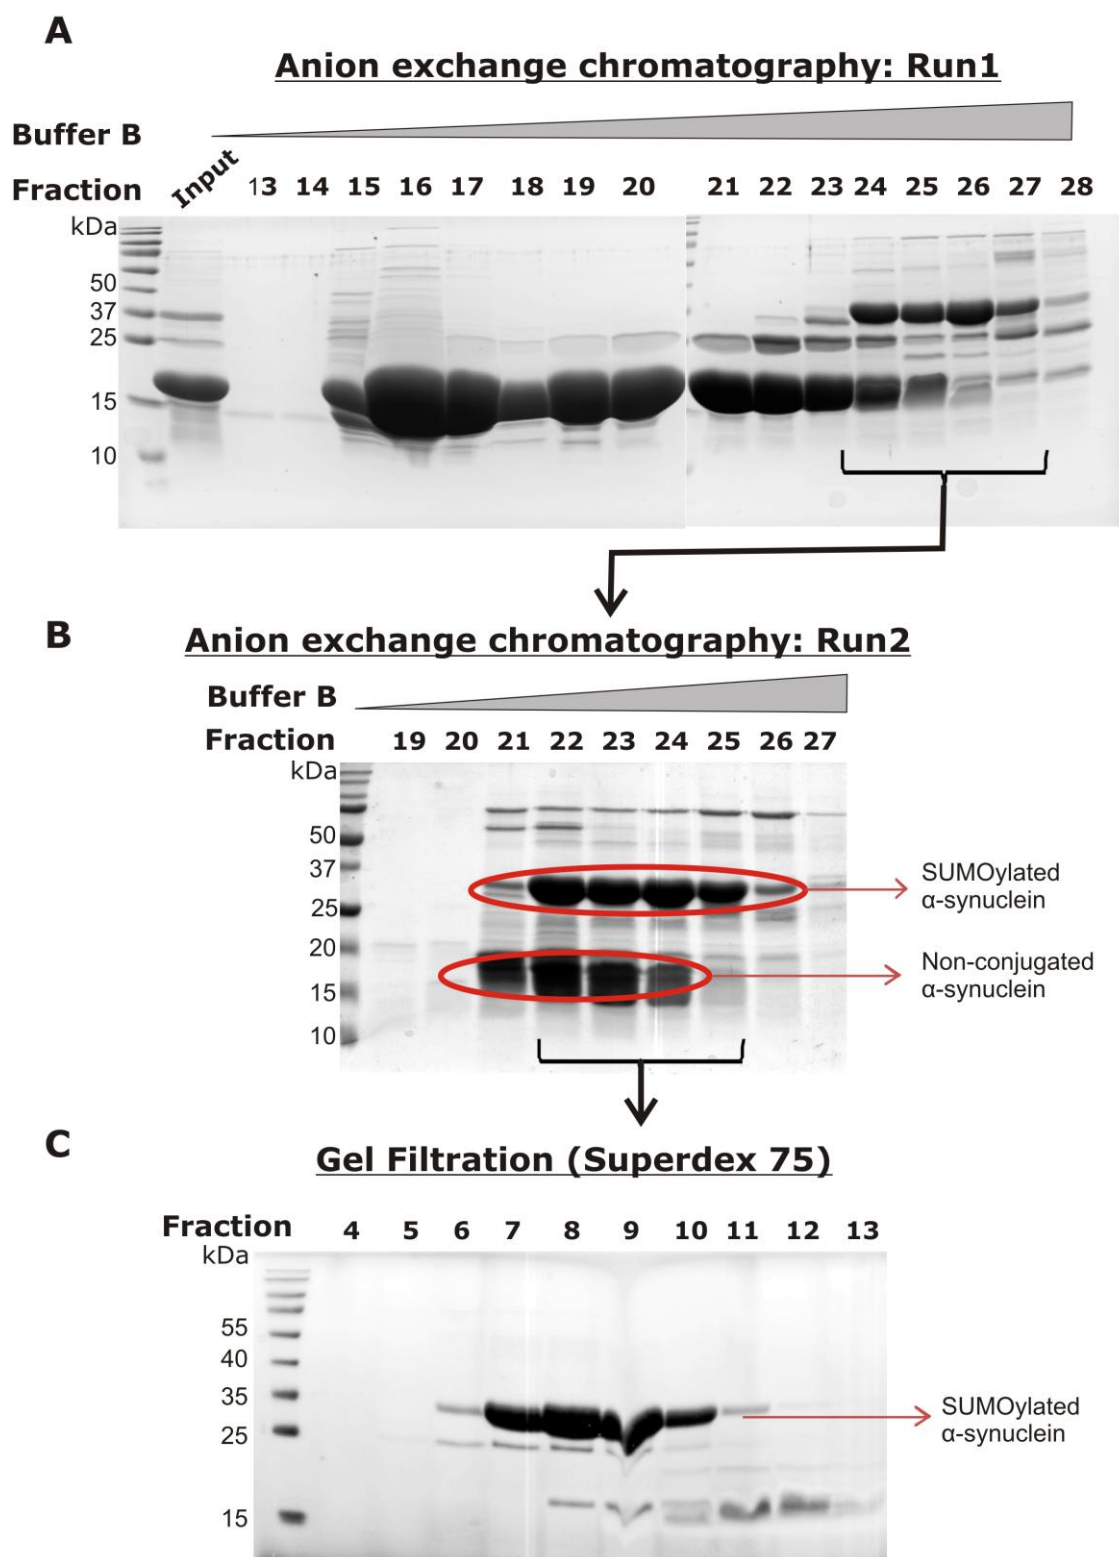 A
Anion exchange chromatography: Run1
Buffer B
Fraction Input 13 14 15 16 17 18 19 20 21 22 23 24 25 26 27 28
kDa
50
37
25
15
10
B
Anion exchange chromatography: Run2
Buffer B
Fraction 19 20 21 22 23 24 25 26 27
kDa
50
37
25
20
15
10
SUMOylated
α-synuclein
Non-conjugated
α-synuclein
C
Gel Filtration (Superdex 75)
Fraction 4 5 6 7 8 9 10 11 12 13
kDa
55
40
35
25
15
SUMOylated
α-synuclein